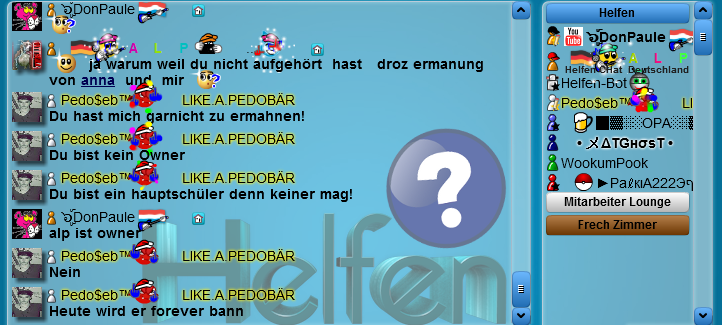 DonPaule
A L P
ja warum weil du nicht aufgehört hast droz ermanung
von anna und mir
Pedo$eb™ LIKE.A.PEDOBÄR
Du hast mich garnicht zu ermahnen!
Pedo$eb™ LIKE.A.PEDOBÄR
Du bist kein Owner
Pedo$eb™ LIKE.A.PEDOBÄR
Du bist ein hauptschüler denn keiner mag!
DonPaule
alp ist owner
Pedo$eb™ LIKE.A.PEDOBÄR
Nein
Pedo$eb™ LIKE.A.PEDOBÄR
Heute wird er forever bann
Helfen
Helfen
You Tube DonPaule
A L P
Helfen CHat Deutschland
Helfen-Bot
Pedo$eb™ LI
OPA
WookumPook
Mitarbeiter Lounge
Frech Zimmer